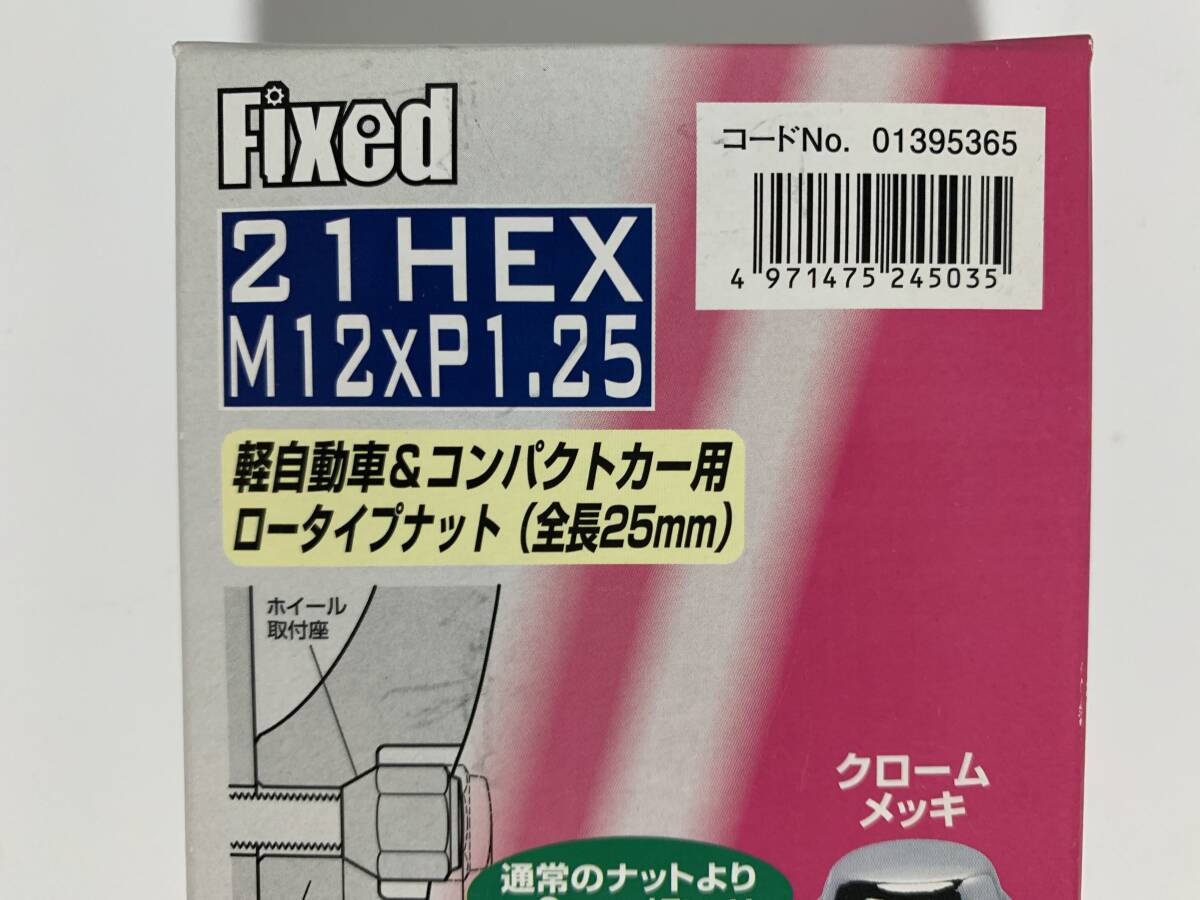 Fixed
コードNo. 01395365
4 971475 245035
21HEX
M12xP1.25
軽自動車&コンパクトカー用
ロータイプナット(全長25mm)
ホイール
取付座
クローム
メッキ
通常のナットより